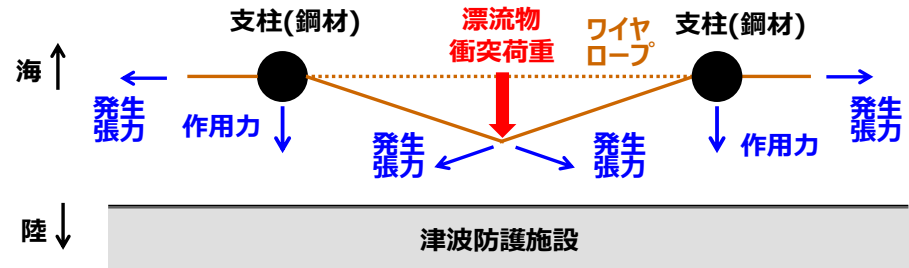 支柱(鋼材)
漂流物
衝突荷重
ワイヤ
ロープ
支柱(鋼材)
海
発生
張力
作用力
発生
張力
発生
張力
作用力
発生
張力
陸
津波防護施設